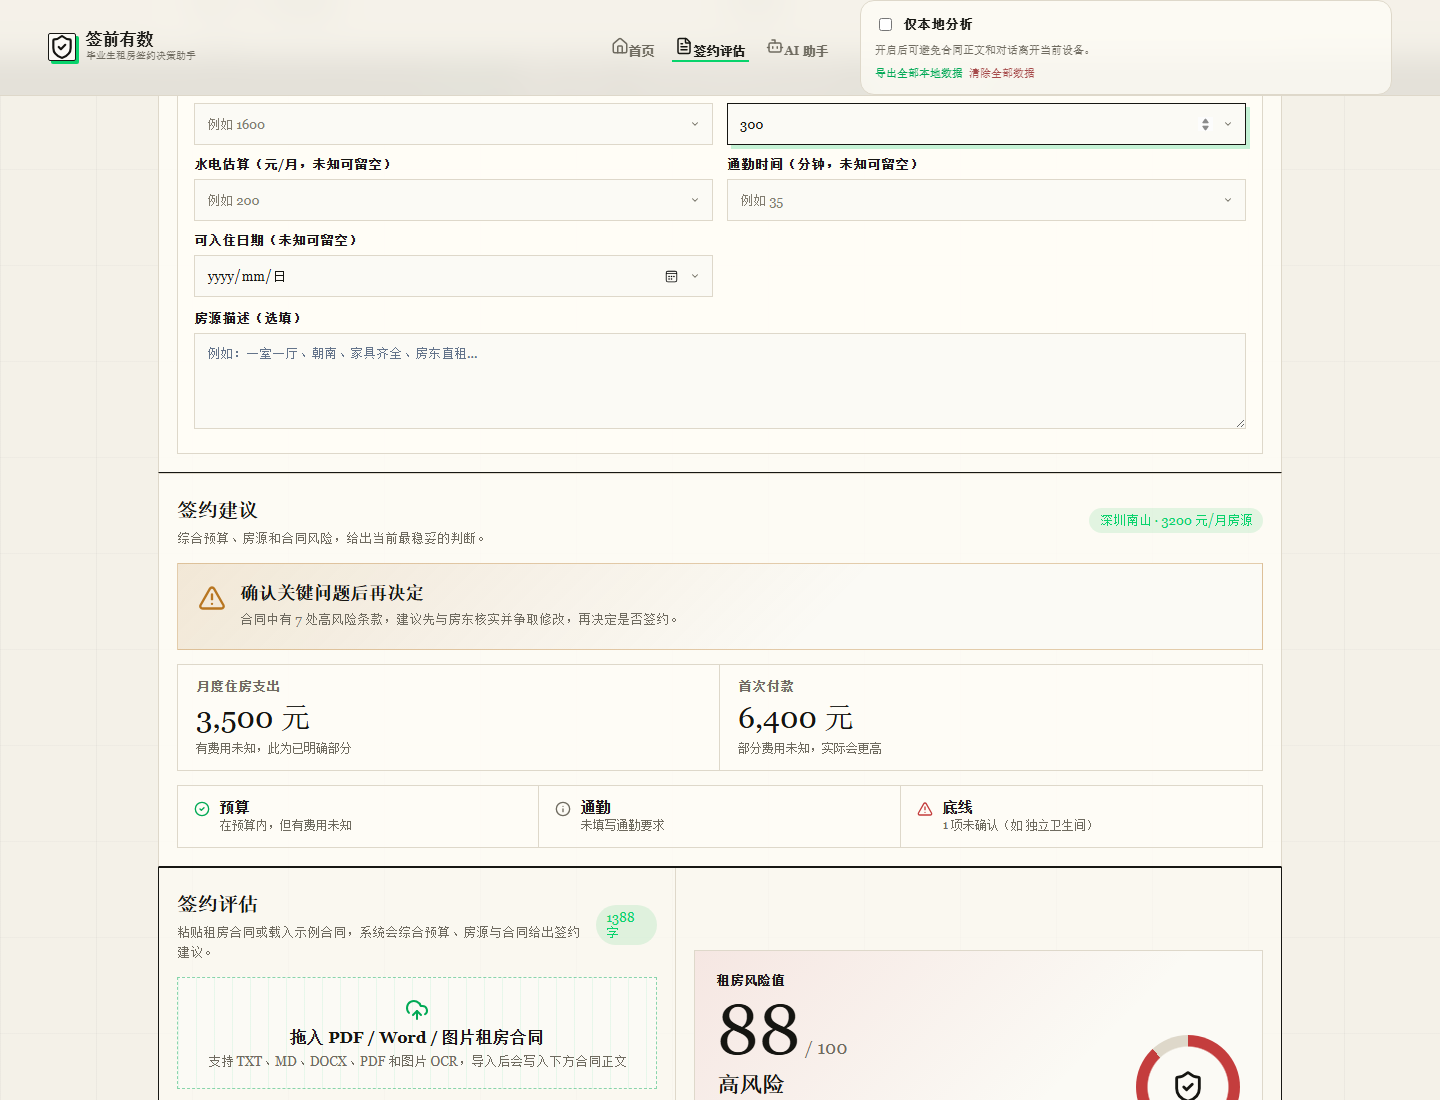 签前有数
毕业生租房签约决策助手
首页
签约评估
AI 助手
仅本地分析
开启后可避免合同正文和对话离开当前设备。
导出全部本地数据 清除全部数据
例如 1600
300
水电估算（元/月，未知可留空）
通勤时间（分钟，未知可留空）
例如 200
例如 35
可入住日期（未知可留空）
yyyy/mm/日
房源描述（选填）
例如：一室一厅、朝南、家具齐全、房东直租...
签约建议
综合预算、房源和合同风险，给出当前最稳妥的判断。
深圳南山 · 3200 元/月房源
确认关键问题后再决定
合同中有 7 处高风险条款，建议先与房东核实并争取修改，再决定是否签约。
月度住房支出
3,500 元
有费用未知，此为已明确部分
首次付款
6,400 元
部分费用未知，实际会更高
预算
在预算内，但有费用未知
通勤
未填写通勤要求
底线
1 项未确认（如 独立卫生间）
签约评估
粘贴租房合同或载入示例合同，系统会综合预算、房源与合同给出签约
建议。
1388
字
拖入 PDF / Word / 图片租房合同
支持 TXT、MD、DOCX、PDF 和图片 OCR，导入后会写入下方合同正文
租房风险值
88 / 100
高风险